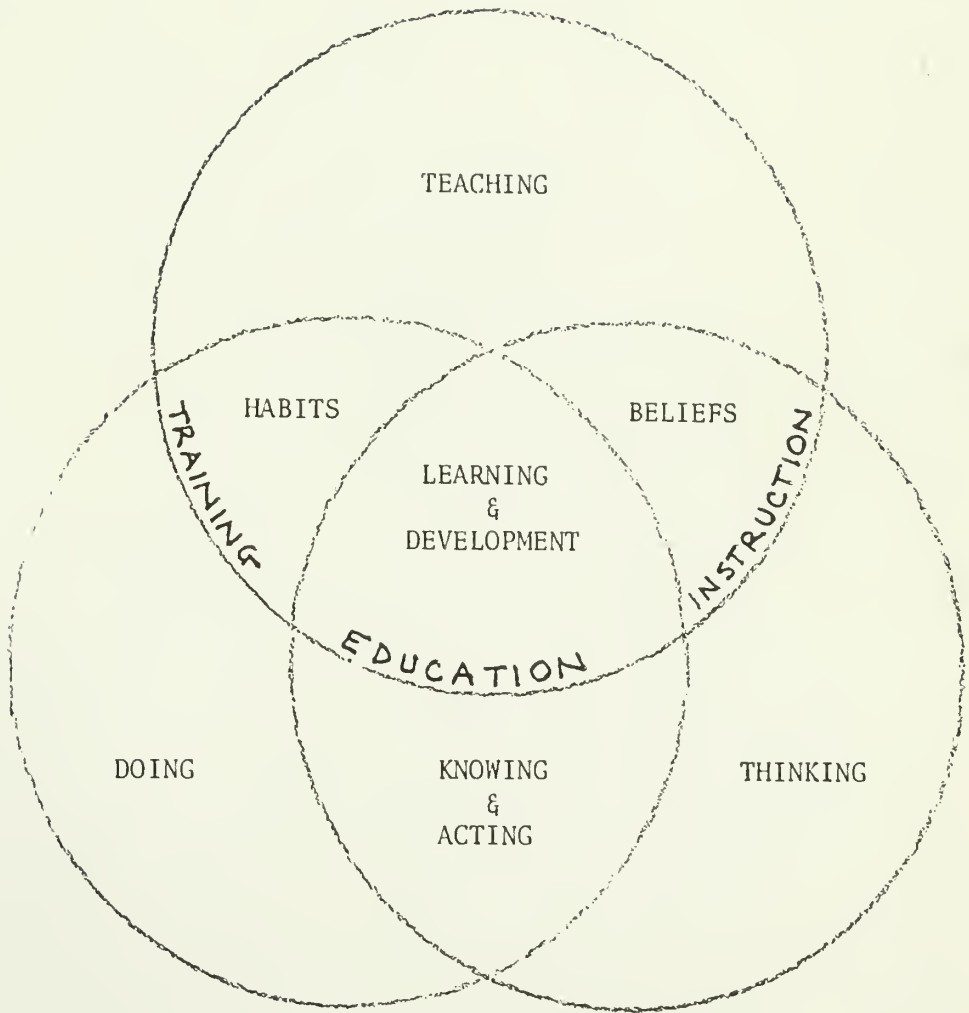 TEACHING
HABITS
BELIEFS
TRAINING
LEARNING
&
DEVELOPMENT
INSTRUCTION
EDUCATION
DOING
KNOWING
&
ACTING
THINKING